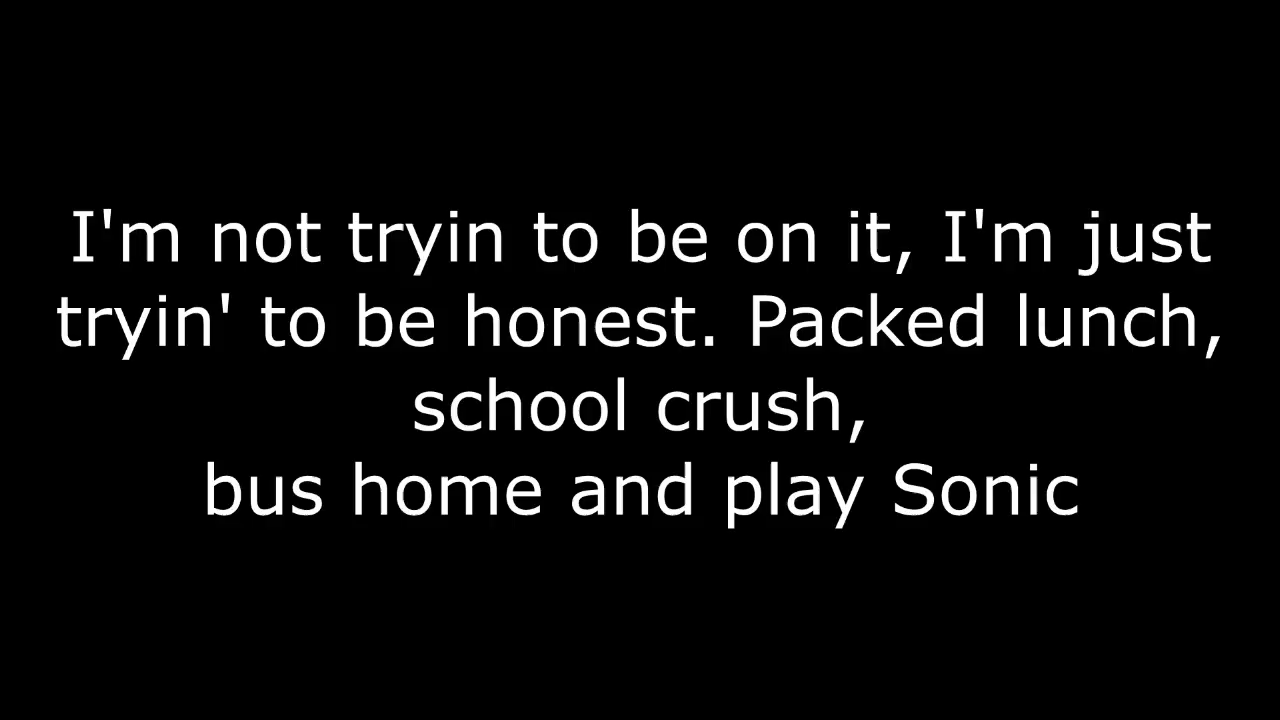 I'm not tryin to be on it, I'm just
tryin' to be honest. Packed lunch,
school crush,
bus home and play Sonic